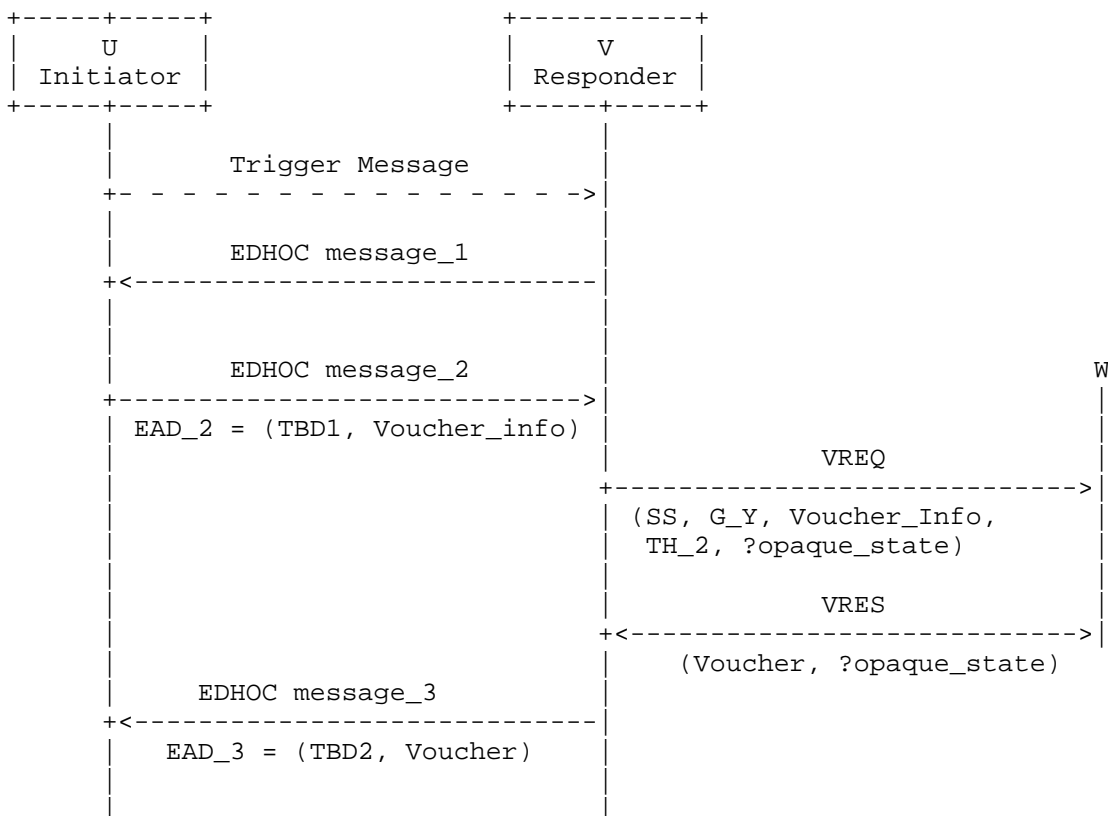 U V
Initiator Responder
Trigger Message
EDHOC message_1
EDHOC message_2 W
EAD_2 = (TBD1, Voucher_info)
VREQ
(SS, G_Y, Voucher_Info,
TH_2, ?opaque_state)
VRES
(Voucher, ?opaque_state)
EDHOC message_3
EAD_3 = (TBD2, Voucher)